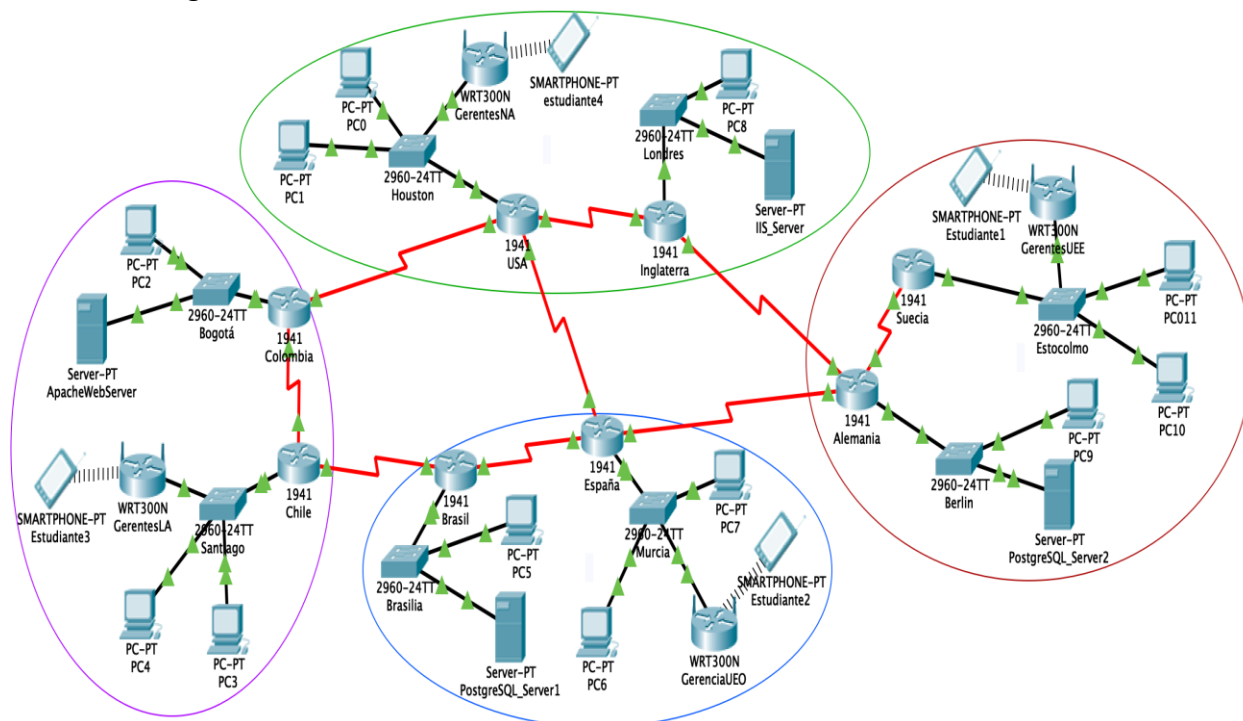 WRT300N
GerentesNA
SMARTPHONE-PT
estudiante4
PC-PT
PC0
PC-PT
PC1
2960-24TT
Houston
1941
USA
PC-PT
PC8
2960-24TT
Londres
Server-PT
IIS_Server
1941
Inglaterra
PC-PT
PC2
2960-24TT
Bogotá
1941
Colombia
Server-PT
ApacheWebServer
SMARTPHONE-PT
Estudiante3
WRT300N
GerentesLA
2960-24TT
Santiago
1941
Chile
PC-PT
PC4
PC-PT
PC3
1941
Brasil
2960-24TT
Brasilia
PC-PT
PC5
Server-PT
PostgreSQL_Server1
1941
España
2960-24TT
Murcia
PC-PT
PC7
SMARTPHONE-PT
Estudiante2
PC-PT
PC6
WRT300N
GerenciaUEO
SMARTPHONE-PT
Estudiante1
WRT300N
GerentesUEE
1941
Suecia
2960-24TT
Estocolmo
PC-PT
PC011
PC-PT
PC10
1941
Alemania
2960-24TT
Berlin
PC-PT
PC9
Server-PT
PostgreSQL_Server2